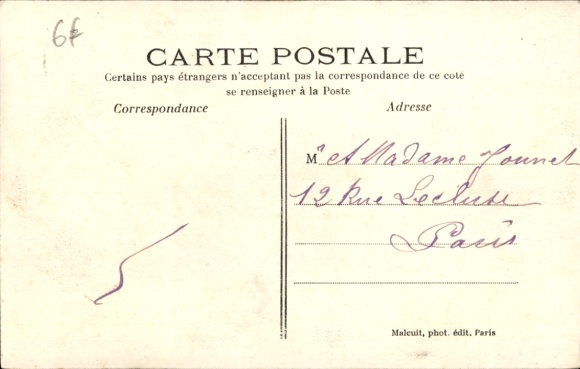 6f
CARTE POSTALE
Certains pays étrangers n'acceptant pas la correspondance de ce coté
se renseigner à la Poste
Correspondance
Adresse
M et Madame Jounet
12 Rue Lecluse
Paris
Malcuit, phot. édit. Paris